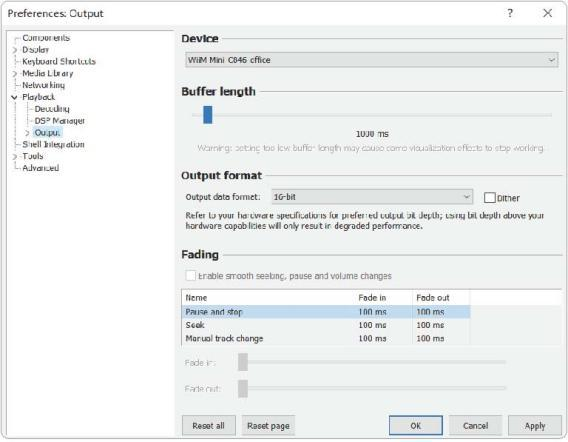 Preferences: Output
Components
Display
Keyboard Shortcuts
Media Library
Networking
Playback
Decoding
DSP Manager
Output
Shell Integration
Tools
Advanced
Device
WiiM Mini C846 office
Buffer length
1000 ms
Warning: setting too low buffer length may cause some visualization effects to stop working.
Output format
Output data format: 16-bit Dither
Refer to your hardware specifications for preferred output bit depth; using bit depth above your
hardware capabilities will only result in degraded performance.
Fading
Enable smooth seeking, pause and volume changes
Name Fade in Fade out
Pause and stop 100 ms 100 ms
Seek 100 ms 100 ms
Manual track change 100 ms 100 ms
Fade in:
Fade out:
Reset all Reset page OK Cancel Apply